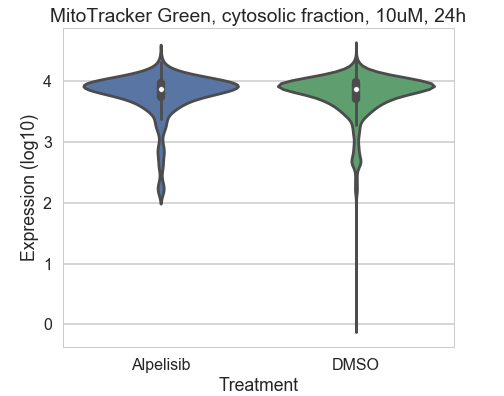 MitoTracker Green, cytosolic fraction, 10uM, 24h
Expression (log10)
4
3
2
1
0
Alpelisib DMSO
Treatment